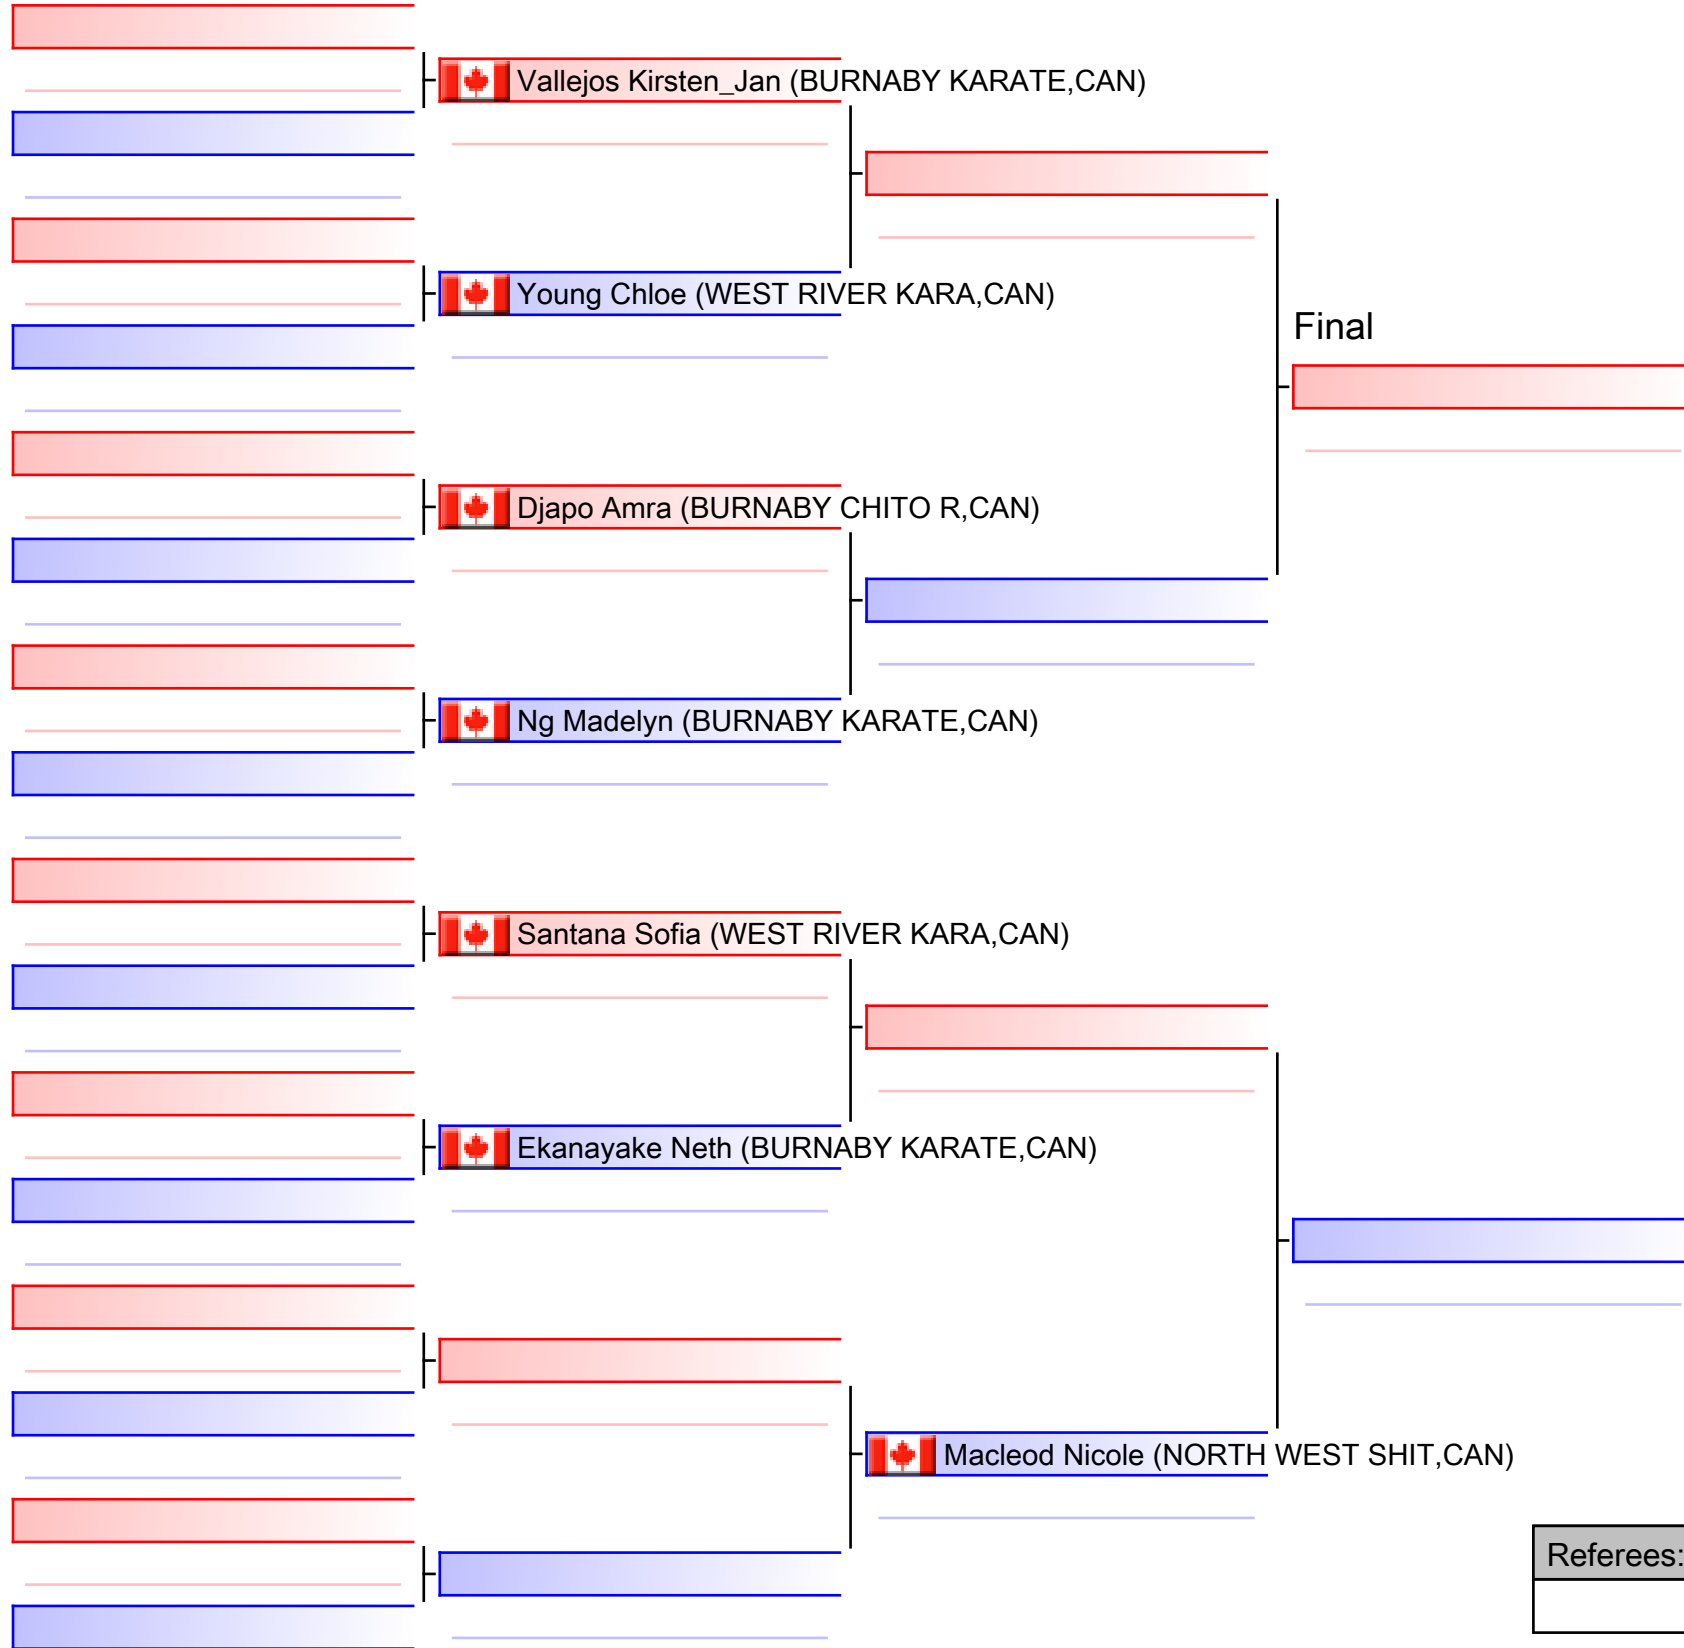 Vallejos Kirsten_Jan (BURNABY KARATE,CAN)
Young Chloe (WEST RIVER KARA,CAN)
Final
Djapo Amra (BURNABY CHITO R,CAN)
Ng Madelyn (BURNABY KARATE,CAN)
Santana Sofia (WEST RIVER KARA,CAN)
Ekanayake Neth (BURNABY KARATE,CAN)
Macleod Nicole (NORTH WEST SHIT,CAN)
Referees: